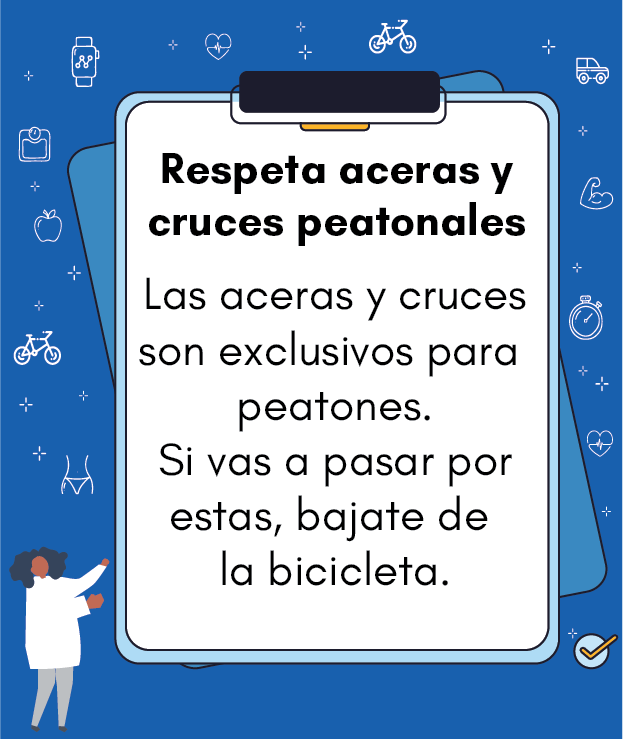 Respeta aceras y
cruces peatonales
Las aceras y cruces
son exclusivos para
peatones.
Si vas a pasar por
estas, bajate de
la bicicleta.